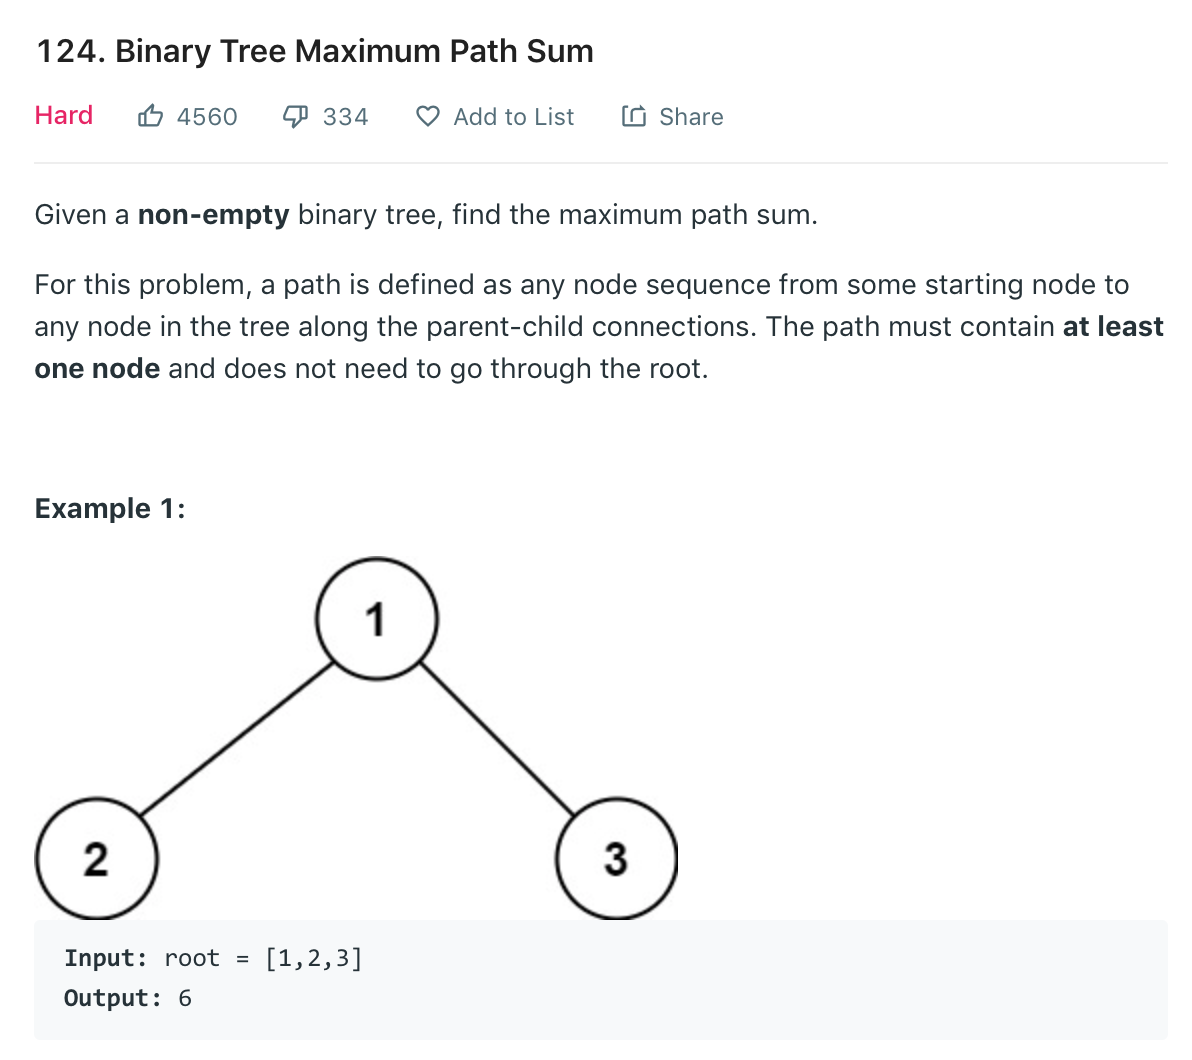 124. Binary Tree Maximum Path Sum
Hard 4560 334 Add to List Share
Given a non-empty binary tree, find the maximum path sum.
For this problem, a path is defined as any node sequence from some starting node to
any node in the tree along the parent-child connections. The path must contain at least
one node and does not need to go through the root.
Example 1:
1
2 3
Input: root = [1,2,3]
Output: 6